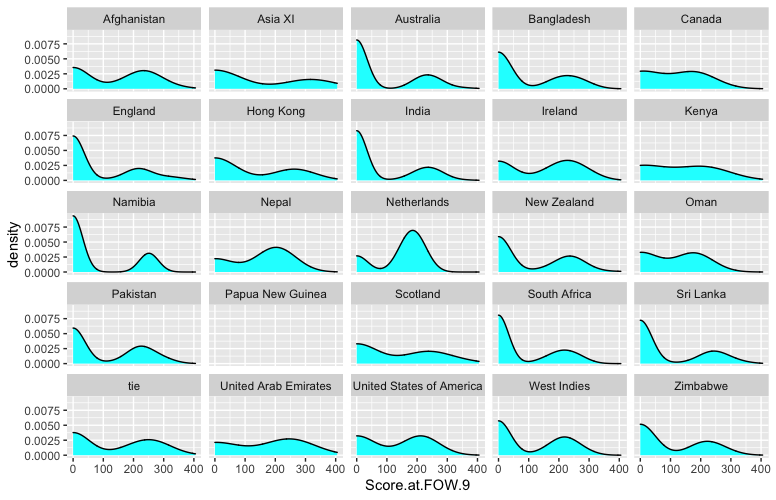 Afghanistan Asia XI Australia Bangladesh Canada
0.0075
0.0050
0.0025
0.0000
England Hong Kong India Ireland Kenya
0.0075
0.0050
0.0025
0.0000
Namibia Nepal Netherlands New Zealand Oman
0.0075
0.0050
0.0025
0.0000
density
Pakistan Papua New Guinea Scotland South Africa Sri Lanka
0.0075
0.0050
0.0025
0.0000
tie United Arab Emirates United States of America West Indies Zimbabwe
0.0075
0.0050
0.0025
0.0000
0 100 200 300 400 0 100 200 300 400 0 100 200 300 400 0 100 200 300 400 0 100 200 300 400
Score.at.FOW.9